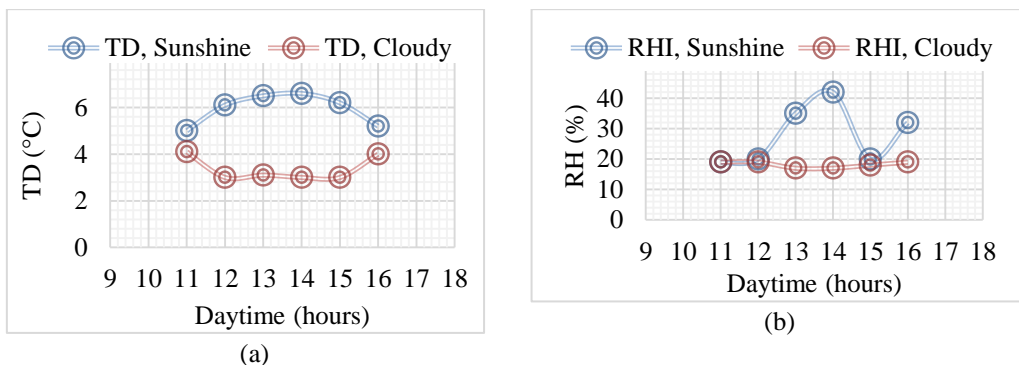 TD, Sunshine TD, Cloudy
6
4
2
0
TD (°C)
9 10 11 12 13 14 15 16 17 18
Daytime (hours)
(a)
RHI, Sunshine RHI, Cloudy
40
30
20
10
0
RH (%)
9 10 11 12 13 14 15 16 17 18
Daytime (hours)
(b)